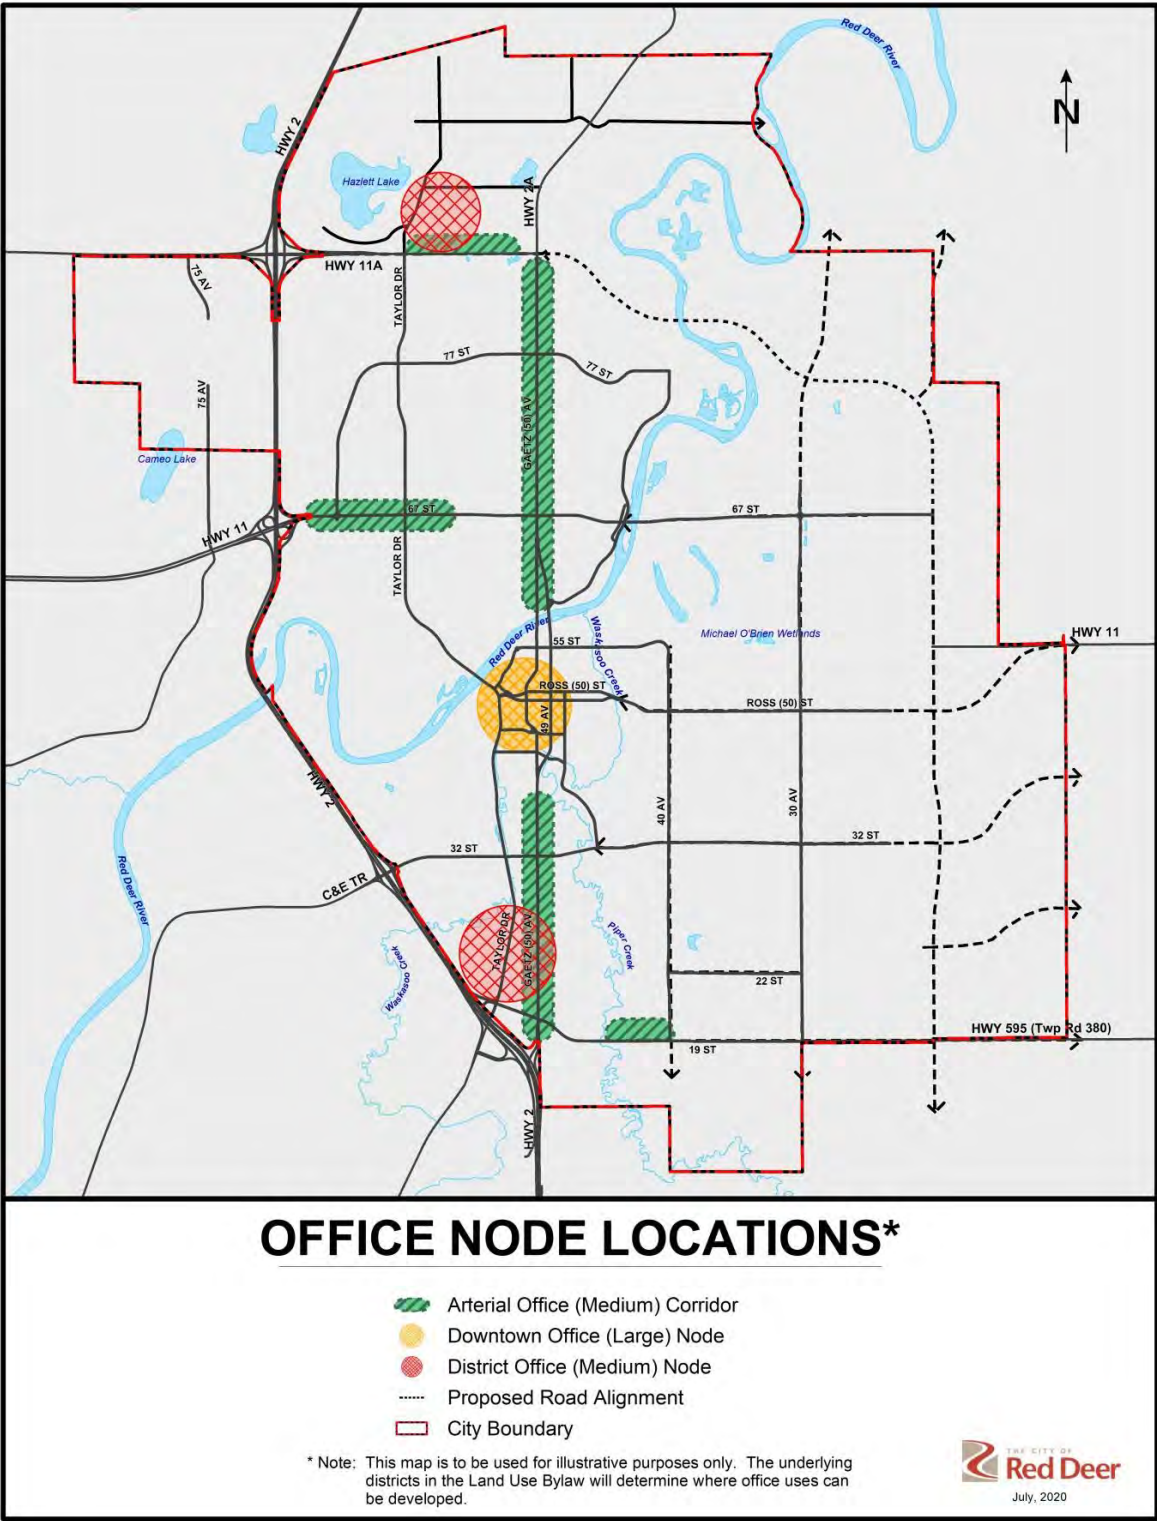 Red Deer River
N
HWY 2
Hazlett Lake
HWY 2A
HWY 11A
75 AV
TAYLOR DR
77 ST
77 ST
75 AV
GAETZ (50) AV
Cameo Lake
67 ST
67 ST
HWY 11
TAYLOR DR
Red Deer River
Waskasoo Creek
Michael O'Brien Wetlands
HWY 11
55 ST
ROSS (50) ST
ROSS (50) ST
49 AV
HWY 2
40 AV
30 AV
32 ST
32 ST
C&E TR
Red Deer River
TAYLOR DR
GAETZ (50) AV
Piper Creek
Waskasoo Creek
22 ST
HWY 595 (Twp Rd 380)
19 ST
HWY 2
OFFICE NODE LOCATIONS*
Arterial Office (Medium) Corridor
Downtown Office (Large) Node
District Office (Medium) Node
Proposed Road Alignment
City Boundary
* Note: This map is to be used for illustrative purposes only. The underlying
districts in the Land Use Bylaw will determine where office uses can
be developed.
THE CITY OF
Red Deer
July, 2020